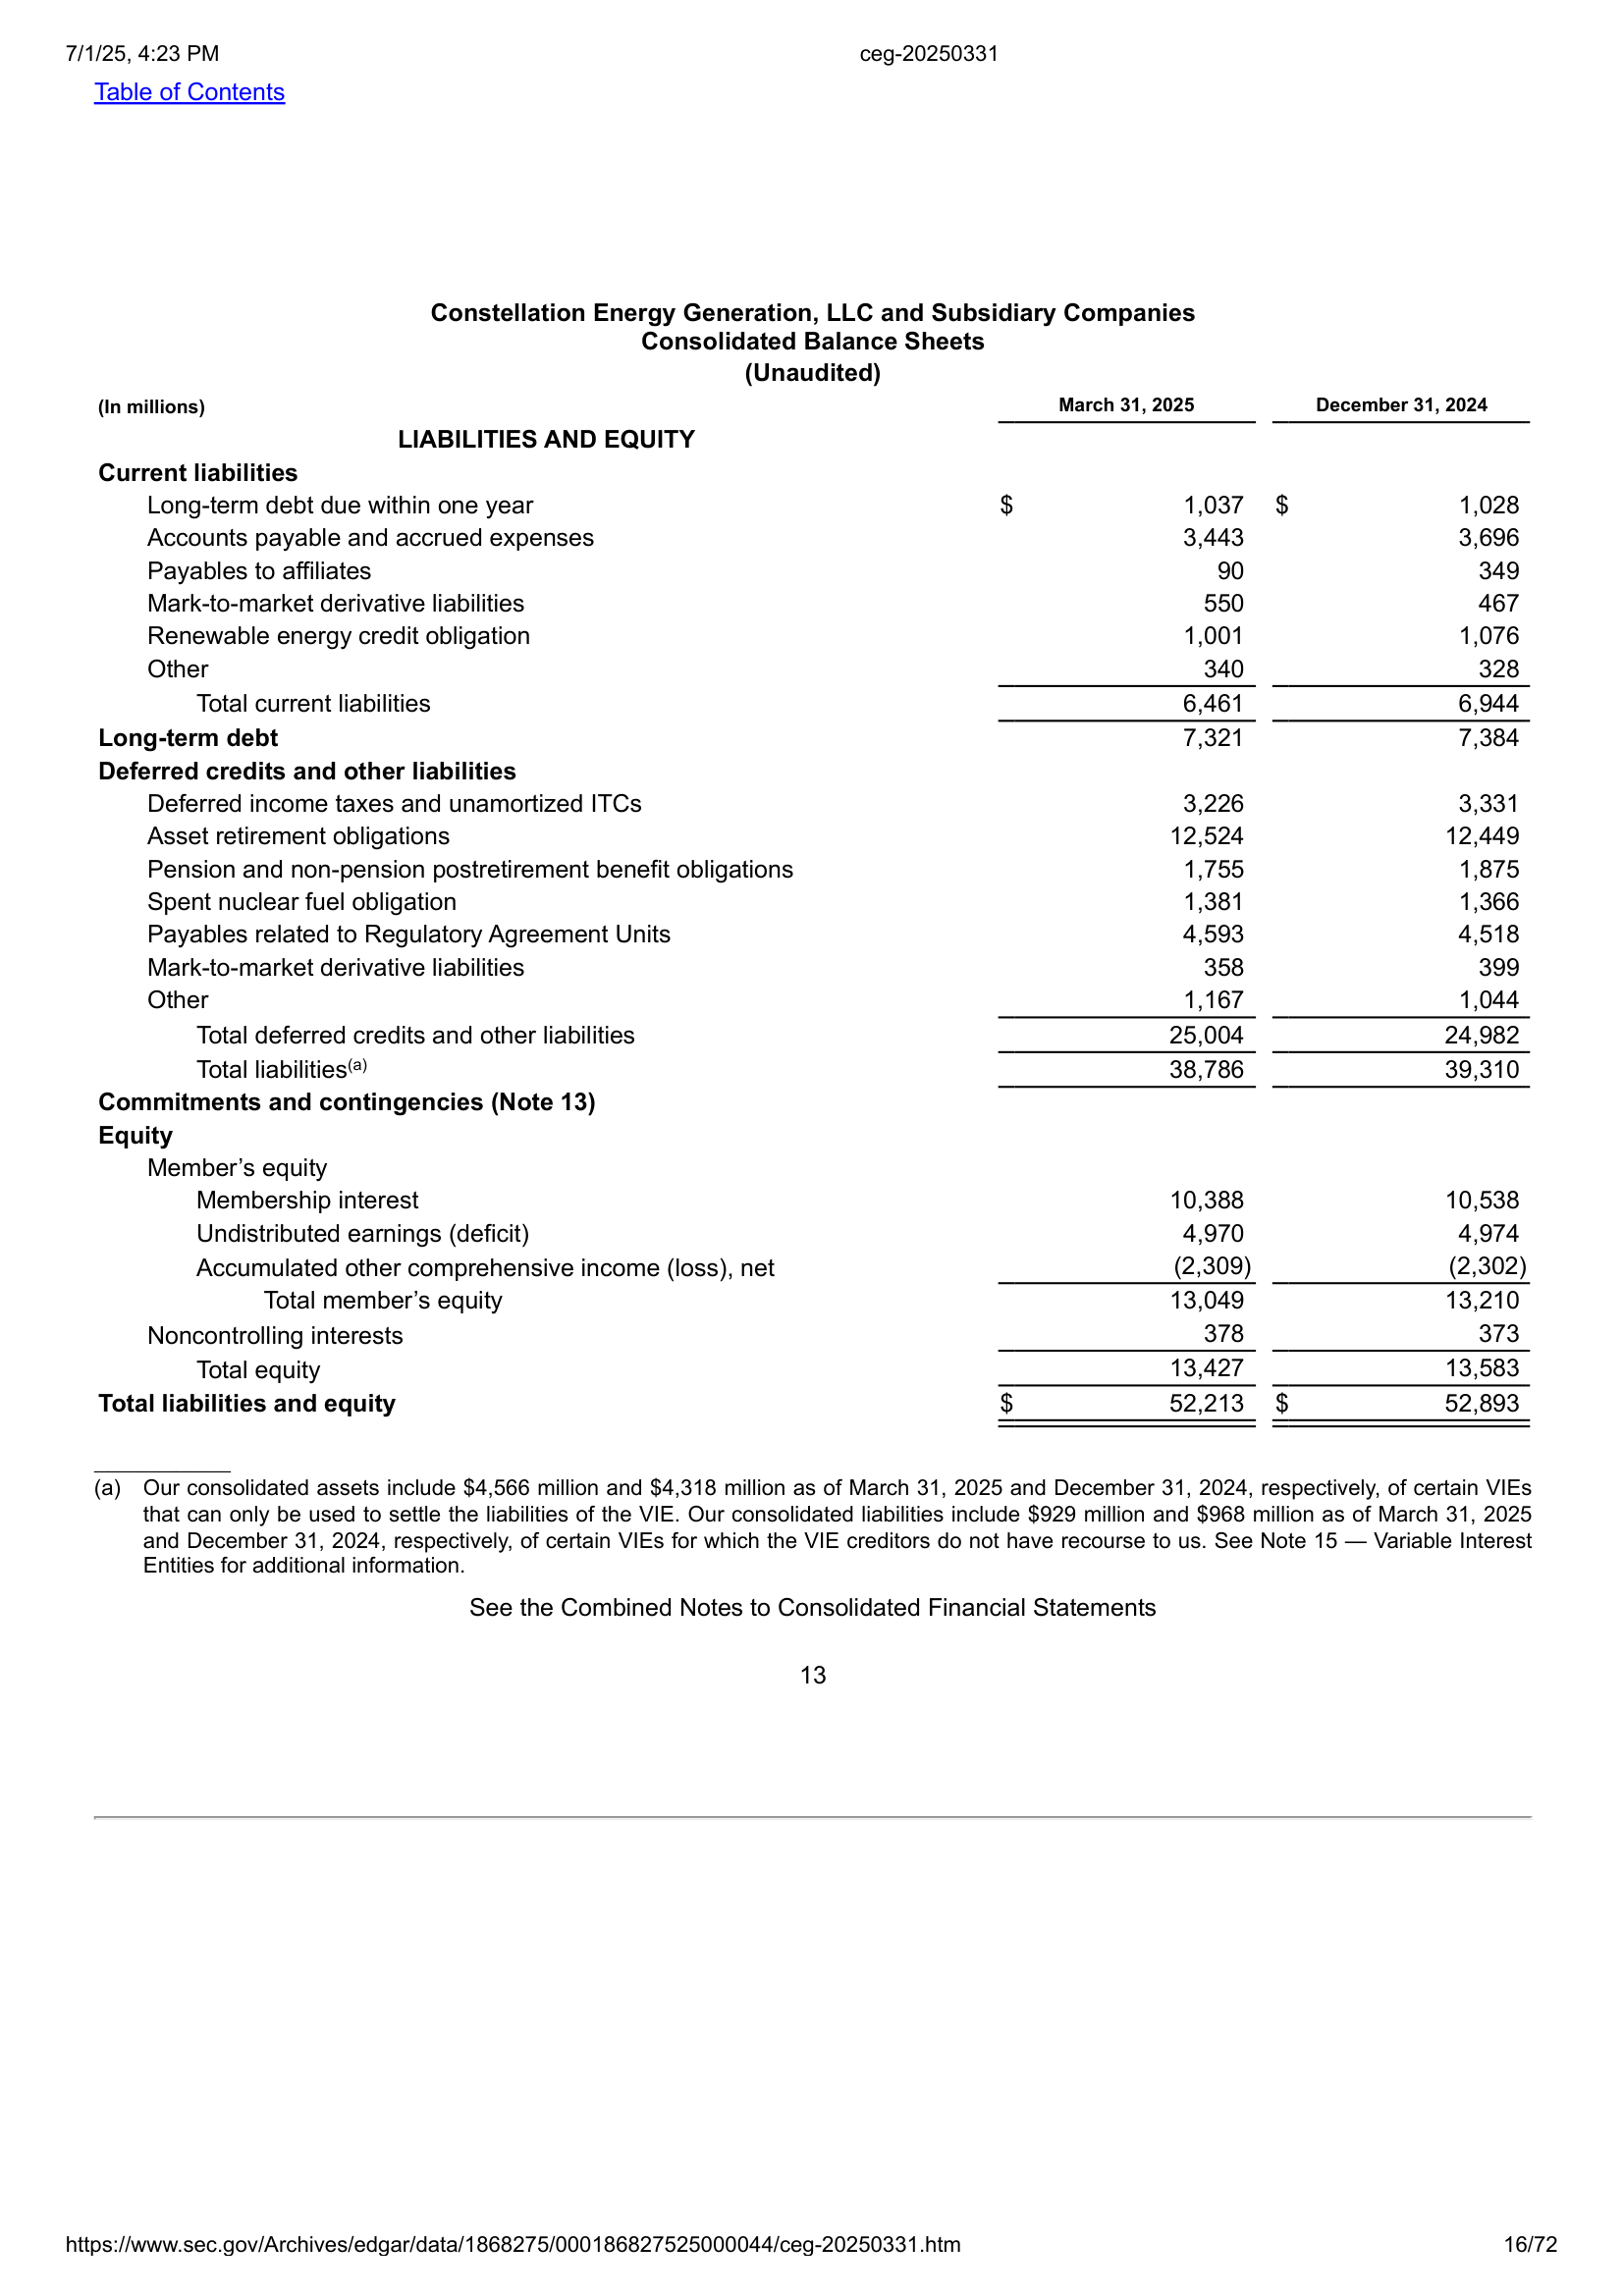 7/1/25, 4:23 PM ceg-20250331
Table of Contents
Constellation Energy Generation, LLC and Subsidiary Companies
Consolidated Balance Sheets
(Unaudited)
(In millions) March 31, 2025 December 31, 2024
LIABILITIES AND EQUITY
Current liabilities
Long-term debt due within one year $ 1,037 $ 1,028
Accounts payable and accrued expenses 3,443 3,696
Payables to affiliates 90 349
Mark-to-market derivative liabilities 550 467
Renewable energy credit obligation 1,001 1,076
Other 340 328
Total current liabilities 6,461 6,944
Long-term debt 7,321 7,384
Deferred credits and other liabilities
Deferred income taxes and unamortized ITCs 3,226 3,331
Asset retirement obligations 12,524 12,449
Pension and non-pension postretirement benefit obligations 1,755 1,875
Spent nuclear fuel obligation 1,381 1,366
Payables related to Regulatory Agreement Units 4,593 4,518
Mark-to-market derivative liabilities 358 399
Other 1,167 1,044
Total deferred credits and other liabilities 25,004 24,982
Total liabilities(a) 38,786 39,310
Commitments and contingencies (Note 13)
Equity
Member’s equity
Membership interest 10,388 10,538
Undistributed earnings (deficit) 4,970 4,974
Accumulated other comprehensive income (loss), net (2,309) (2,302)
Total member’s equity 13,049 13,210
Noncontrolling interests 378 373
Total equity 13,427 13,583
Total liabilities and equity $ 52,213 $ 52,893
(a) Our consolidated assets include $4,566 million and $4,318 million as of March 31, 2025 and December 31, 2024, respectively, of certain VIEs
that can only be used to settle the liabilities of the VIE. Our consolidated liabilities include $929 million and $968 million as of March 31, 2025
and December 31, 2024, respectively, of certain VIEs for which the VIE creditors do not have recourse to us. See Note 15 — Variable Interest
Entities for additional information.
See the Combined Notes to Consolidated Financial Statements
13
https://www.sec.gov/Archives/edgar/data/1868275/000186827525000044/ceg-20250331.htm 16/72